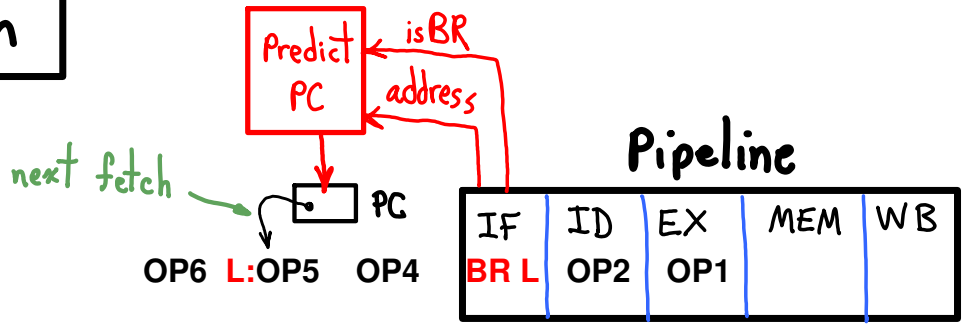 n
isBR
Predict
PC
address
Pipeline
next fetch
PC
IF ID EX MEM WB
OP6 L:OP5 OP4 BR L OP2 OP1